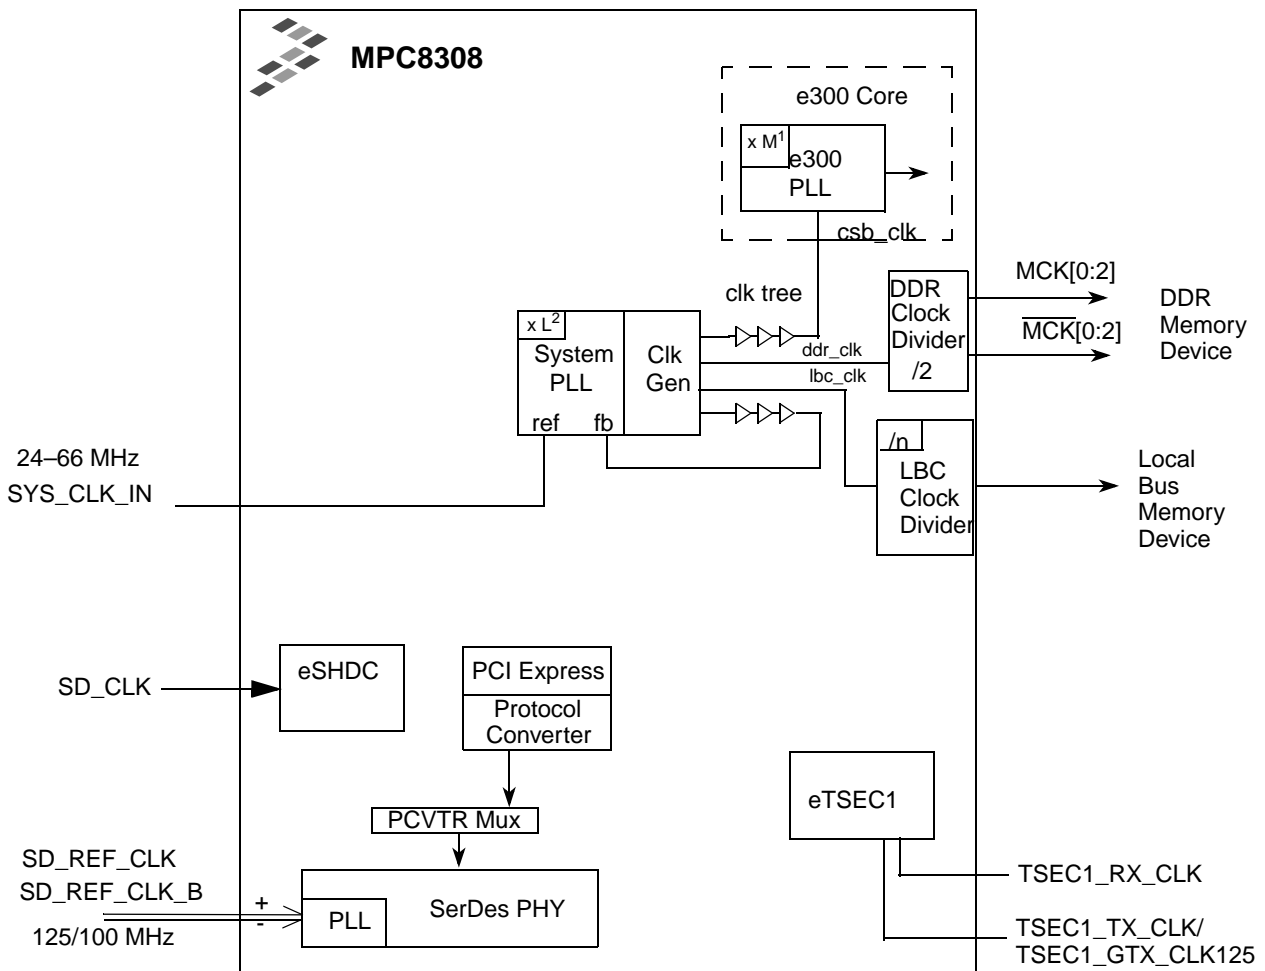 MPC8308
e300 Core
x M1
e300
PLL
csb_clk
clk tree
DDR
Clock
Divider
/2
MCK[0:2]
MCK[0:2]
DDR
Memory
Device
x L2
System
PLL
ref fb
Clk
Gen
ddr_clk
lbc_clk
/n
LBC
Clock
Divider
Local
Bus
Memory
Device
24–66 MHz
SYS_CLK_IN
SD_CLK
eSHDC
PCI Express
Protocol
Converter
PCVTR Mux
SD_REF_CLK
SD_REF_CLK_B
+
-
125/100 MHz
PLL
SerDes PHY
eTSEC1
TSEC1_RX_CLK
TSEC1_TX_CLK/
TSEC1_GTX_CLK125